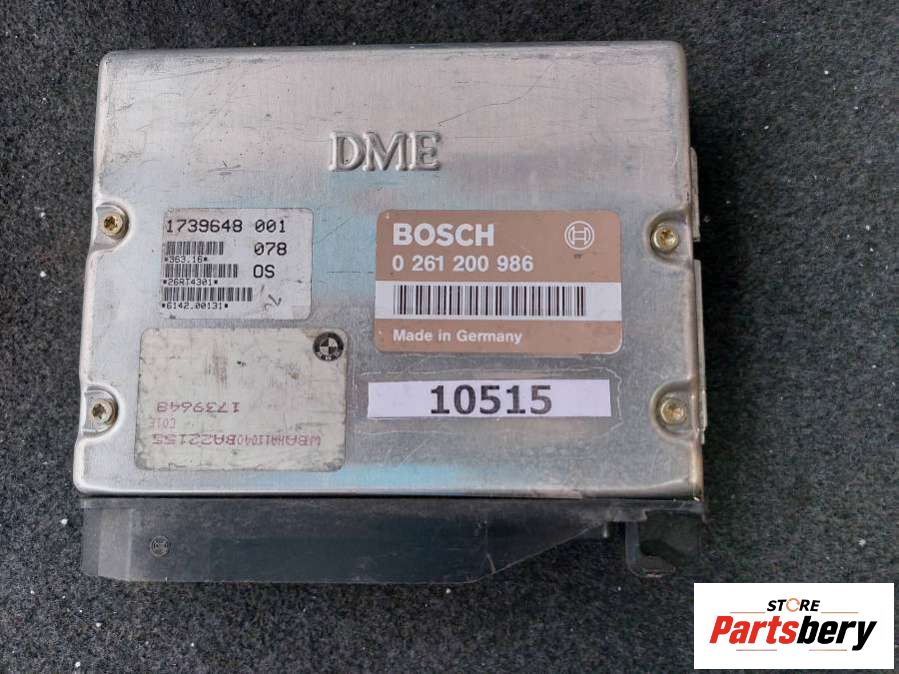 DME
1739648 001
078
*363.16*
OS
*26RT4301*
*6142.00131*
BOSCH
0 261 200 986
Made in Germany
10515
1739648
C01E
STORE
Partsbery